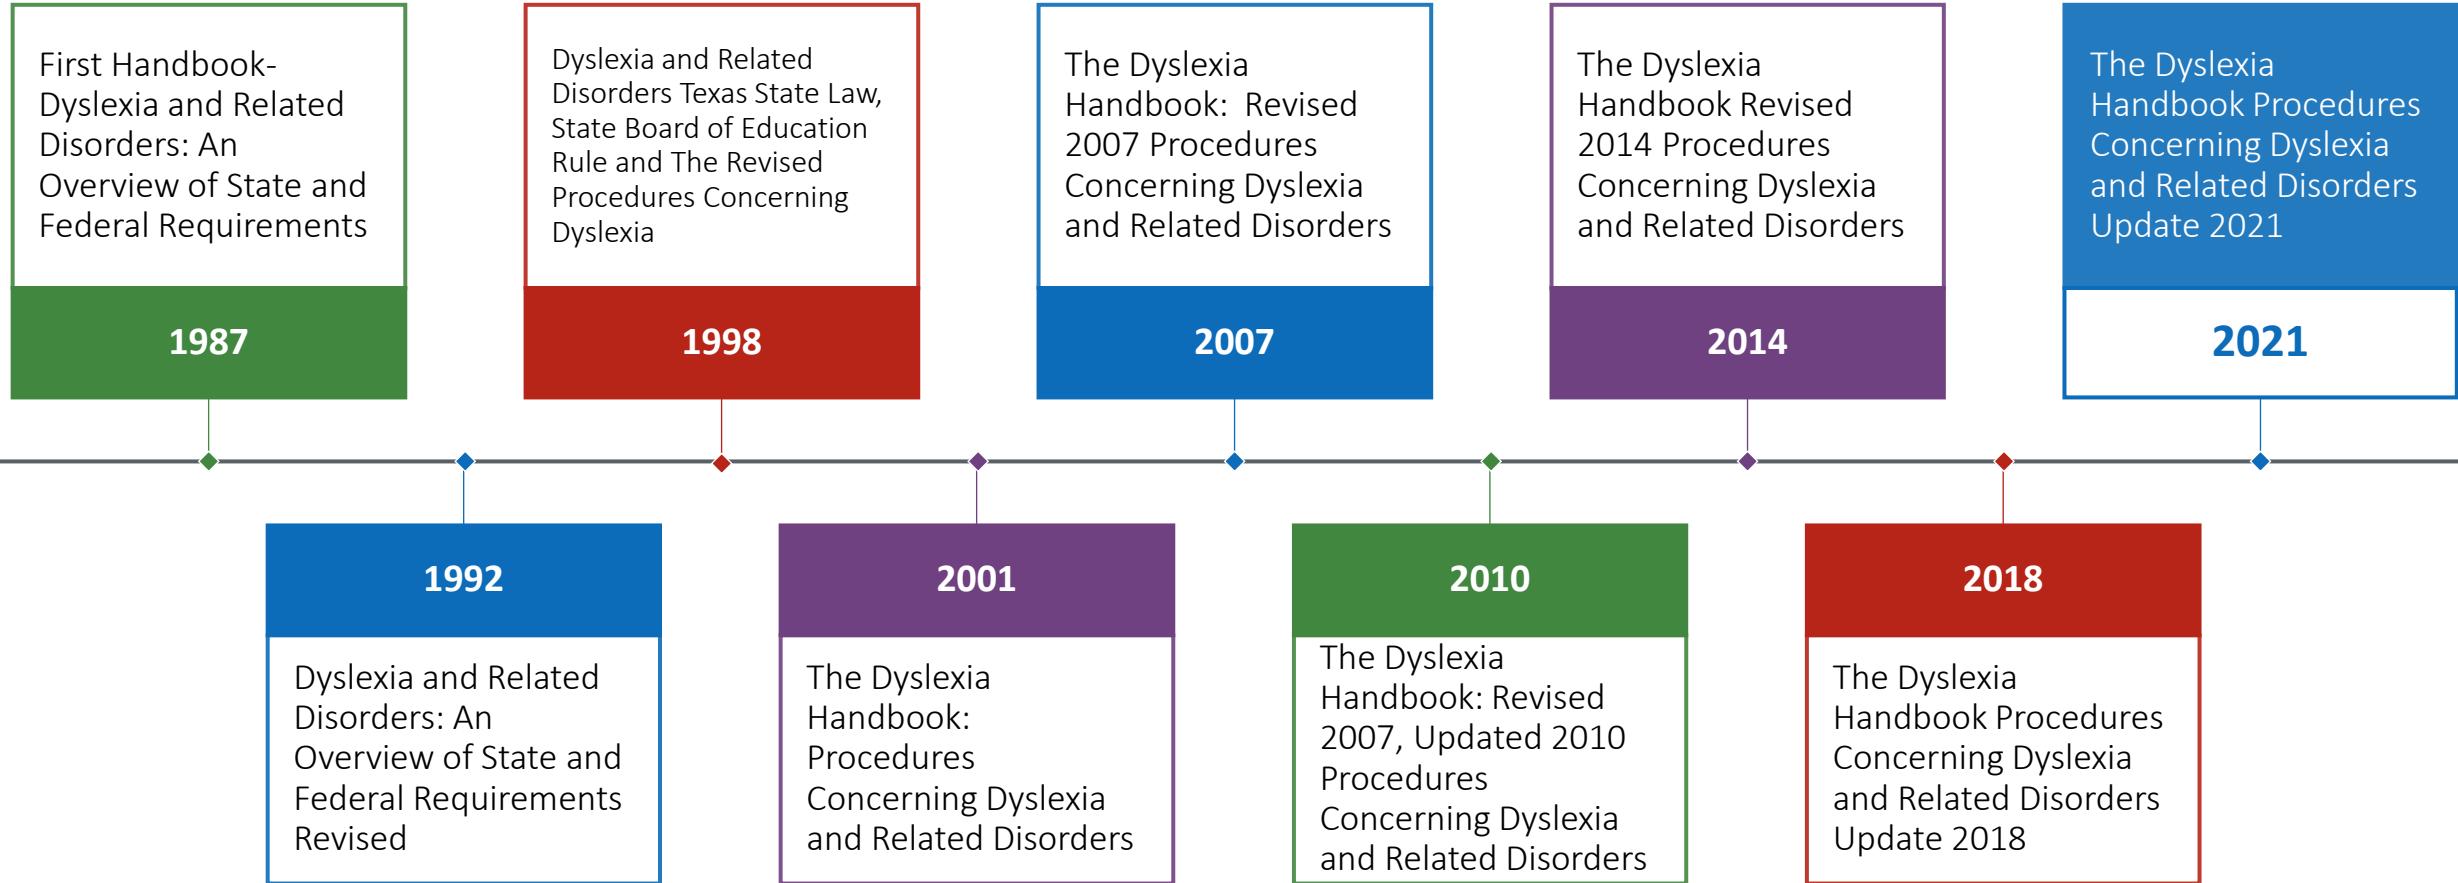 First Handbook-
Dyslexia and Related
Disorders: An
Overview of State and
Federal Requirements
1987
Dyslexia and Related
Disorders Texas State Law,
State Board of Education
Rule and The Revised
Procedures Concerning
Dyslexia
1998
The Dyslexia
Handbook:  Revised
2007 Procedures
Concerning Dyslexia
and Related Disorders
2007
The Dyslexia
Handbook Revised
2014 Procedures
Concerning Dyslexia
and Related Disorders
2014
The Dyslexia
Handbook Procedures
Concerning Dyslexia
and Related Disorders
Update 2021
2021
1992
Dyslexia and Related
Disorders: An
Overview of State and
Federal Requirements
Revised
2001
The Dyslexia
Handbook:
Procedures
Concerning Dyslexia
and Related Disorders
2010
The Dyslexia
Handbook: Revised
2007, Updated 2010
Procedures
Concerning Dyslexia
and Related Disorders
2018
The Dyslexia
Handbook Procedures
Concerning Dyslexia
and Related Disorders
Update 2018